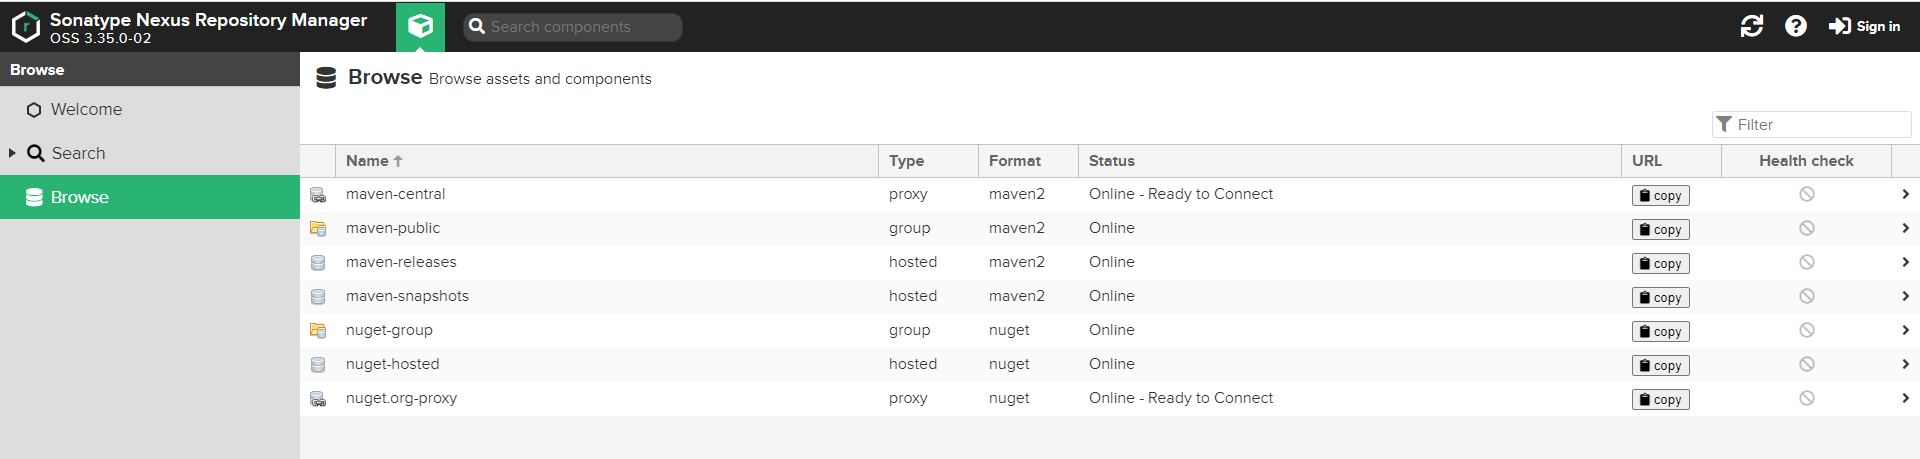 Sonatype Nexus Repository Manager
OSS 3.35.0-02
Search components
Sign in
Browse
Welcome
Search
Browse
Browse Browse assets and components
Filter
Name Type Format Status URL Health check
maven-central proxy maven2 Online - Ready to Connect copy
maven-public group maven2 Online copy
maven-releases hosted maven2 Online copy
maven-snapshots hosted maven2 Online copy
nuget-group group nuget Online copy
nuget-hosted hosted nuget Online copy
nuget.org-proxy proxy nuget Online - Ready to Connect copy